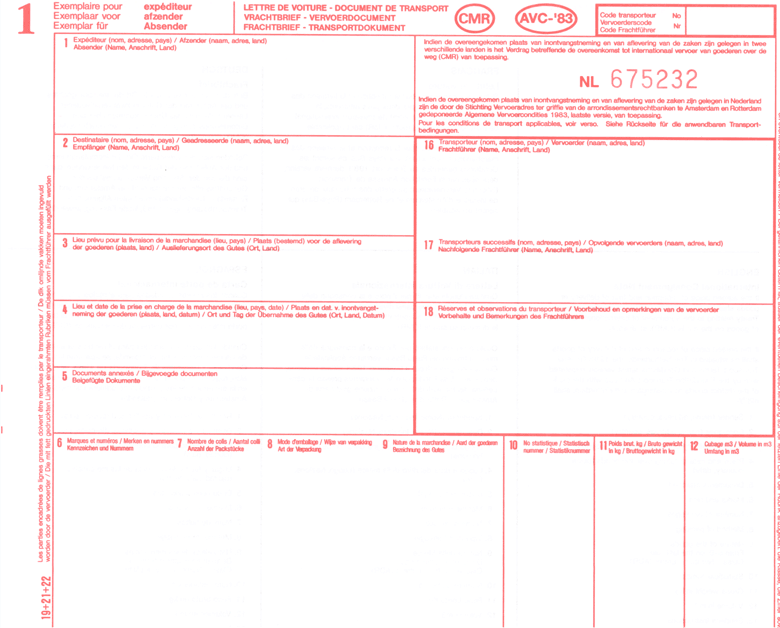 1
Exemplaire pour expéditeur
Exemplaar voor afzender
Exemplar für Absender
LETTRE DE VOITURE - DOCUMENT DE TRANSPORT
VRACHTBRIEF - VERVOERDOCUMENT
FRACHTBRIEF - TRANSPORTDOKUMENT
CMR
AVC-'83
Code transporteur No
Vervoerderscode
Code Frachtführer Nr
1 Expéditeur (nom, adresse, pays) / Afzender (naam, adres, land)
Absender (Name, Anschrift, Land)
Indien de overeengekomen plaats van inontvangstneming en van aflevering van de zaken zijn gelegen in twee
verschillende landen is het Verdrag betreffende de overeenkomst tot internationaal vervoer van goederen over de
weg (CMR) van toepassing.
NL 675232
Indien de overeengekomen plaats van inontvangstneming en van aflevering van de zaken zijn gelegen in Nederland
zijn de door de Stichting Vervoeradres ter griffie van de arrondissementsrechtbanken te Amsterdam en Rotterdam
gedeponeerde Algemene Vervoercondities 1983, laatste versie, van toepassing.
Pour les conditions de transport applicables, voir verso. Siehe Rückseite für die anwendbaren Transport-
bedingungen.
2 Destinataire (nom, adresse, pays) / Geadresseerde (naam, adres, land)
Empfänger (Name, Anschrift, Land)
16 Transporteur (nom, adresse, pays) / Vervoerder (naam, adres, land)
Frachtführer (Name, Anschrift, Land)
3 Lieu prévu pour la livraison de la marchandise (lieu, pays) / Plaats (bestemd) voor de aflevering
der goederen (plaats, land) / Auslieferungsort des Gutes (Ort, Land)
17 Transporteurs successifs (nom, adresse, pays) / Opvolgende vervoerders (naam, adres, land)
Nachfolgende Frachtführer (Name, Anschrift, Land)
4 Lieu et date de la prise en charge de la marchandise (lieu, pays, date) / Plaats en dat. v. inontvangst-
neming der goederen (plaats, land, datum) / Ort und Tag der Übernahme des Gutes (Ort, Land, Datum)
18 Réserves et observations du transporteur / Voorbehoud en opmerkingen van de vervoerder
Vorbehalte und Bemerkungen des Frachtführers
5 Documents annexés / Bijgevoegde documenten
Beigefügte Dokumente
6 Marques et numéros / Merken en nummers
Kennzeichen und Nummern
7 Nombre de colis / Aantal colli
Anzahl der Packstücke
8 Mode d'emballage / Wijze van verpakking
Art der Verpackung
9 Nature de la marchandise / Aard der goederen
Bezeichnung des Gutes
10 No statistique / Statistisch
nummer / Statistiknummer
11 Poids brut. kg / Bruto gewicht
in kg / Bruttogewicht in kg
12 Cubage m3 / Volume in m3
Umfang in m3
19+21+22
Les parties encadrées de lignes grasses doivent être remplies par le transporteur / De dik omlijnde vakken moeten ingevuld
worden door de vervoerder / Die mit fett gedruckten Linien eingerahmten Rubriken müssen vom Frachtführer ausgefüllt werden